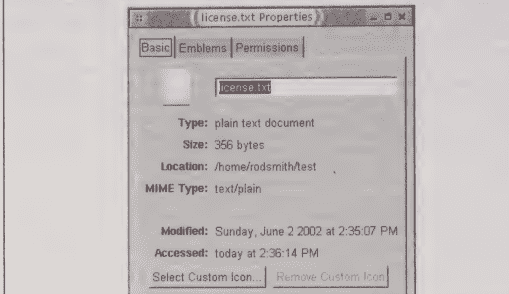 license.txt Properties
Basic Emblems Permissions
license.txt
Type: plain text document
Size: 356 bytes
Location: /home/rodsmith/test
MIME Type: text/plain
Modified: Sunday, June 2 2002 at 2:35:07 PM
Accessed: today at 2:36:14 PM
Select Custom Icon... Remove Custom Icon